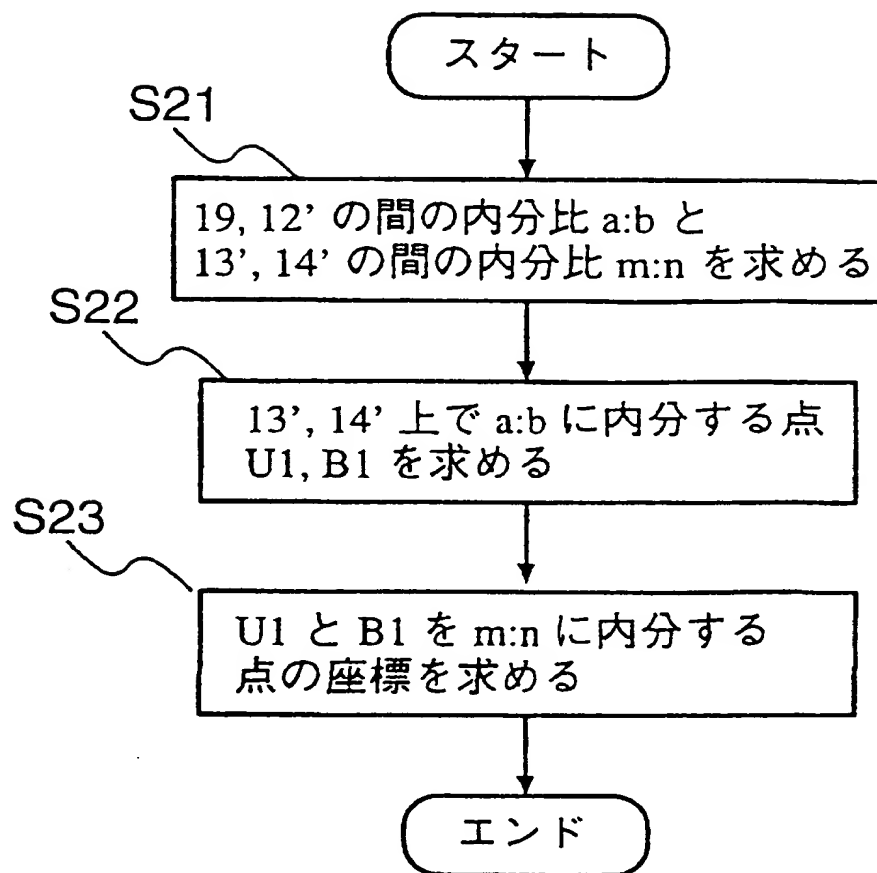 スタート
S21
19, 12’ の間の内分比 a:b と
13’, 14’ の間の内分比 m:n を求める
S22
13’, 14’ 上で a:b に内分する点
U1, B1 を求める
S23
U1 と B1 を m:n に内分する
点の座標を求める
エンド